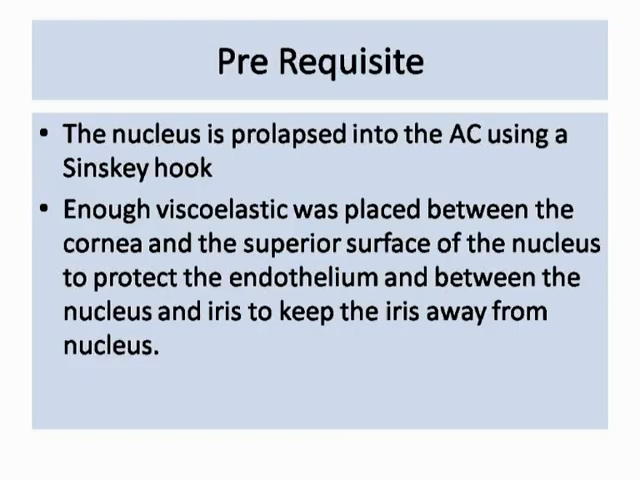 Pre Requisite
• The nucleus is prolapsed into the AC using a
Sinskey hook
• Enough viscoelastic was placed between the
cornea and the superior surface of the nucleus
to protect the endothelium and between the
nucleus and iris to keep the iris away from
nucleus.